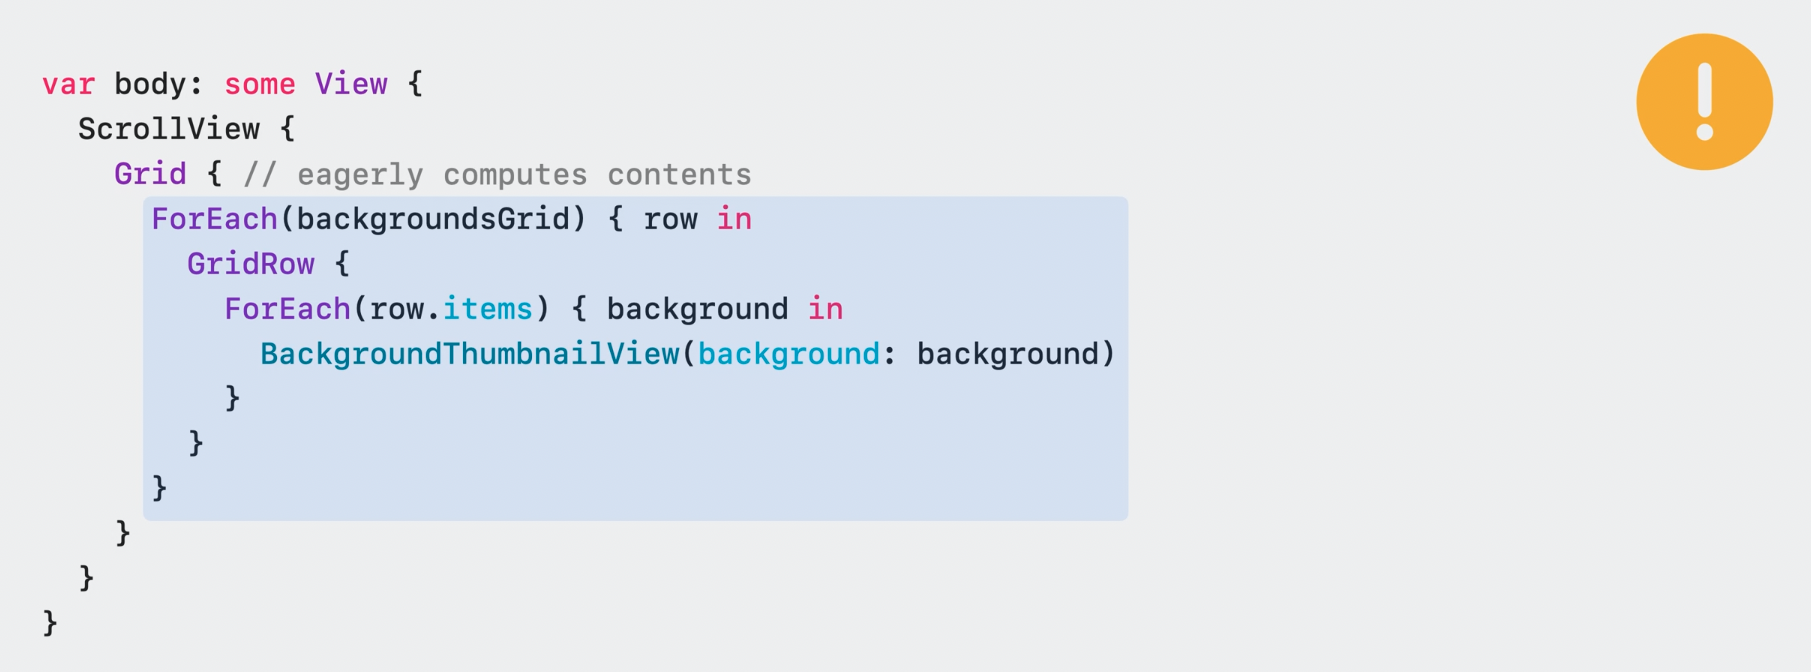 var body: some View {
  ScrollView {
    Grid { // eagerly computes contents
      ForEach(backgroundsGrid) { row in
        GridRow {
          ForEach(row.items) { background in
            BackgroundThumbnailView(background: background)
          }
        }
      }
    }
  }
}